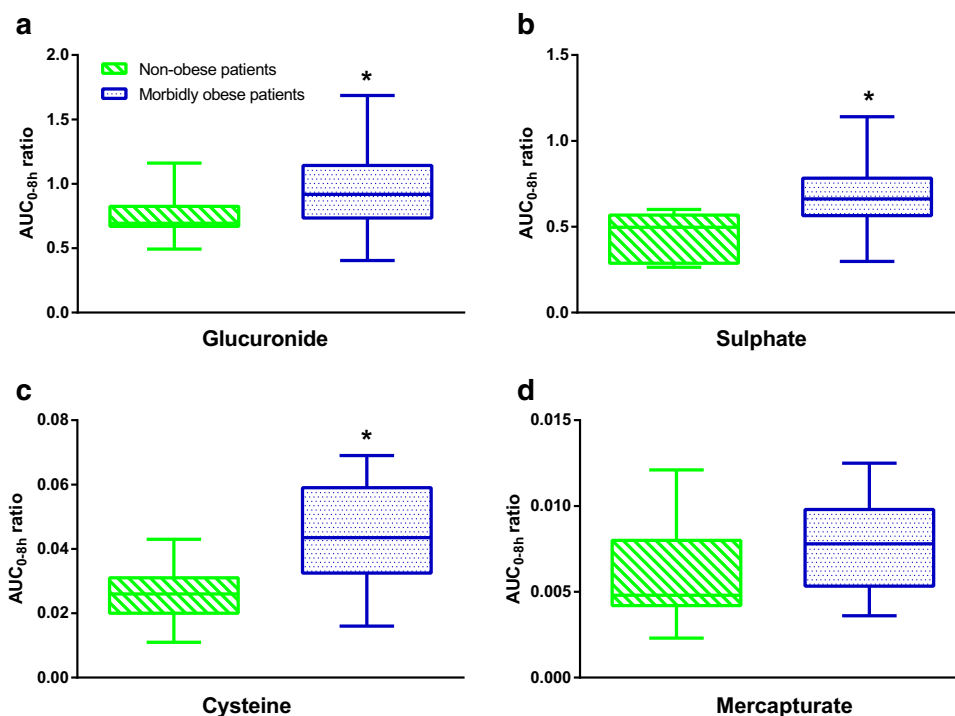 a
2.0
1.5
1.0
0.5
0.0
AUC0-8h ratio
Non-obese patients
Morbidly obese patients
*
Glucuronide
b
1.5
1.0
0.5
0.0
AUC0-8h ratio
*
Sulphate
c
0.08
0.06
0.04
0.02
0.00
AUC0-8h ratio
*
Cysteine
d
0.015
0.010
0.005
0.000
AUC0-8h ratio
Mercapturate